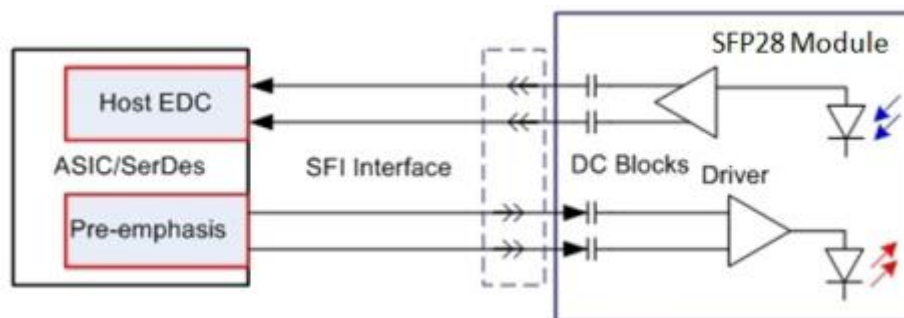 SFP28 Module
Host EDC
ASIC/SerDes
SFI Interface
DC Blocks
Driver
Pre-emphasis